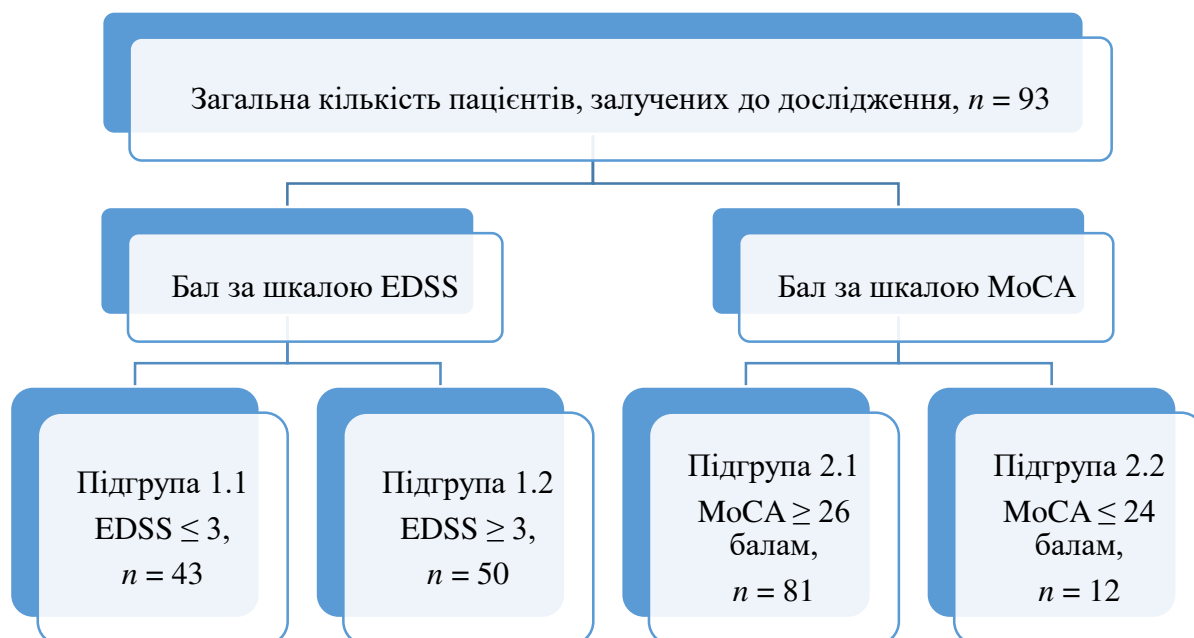 Загальна кількість пацієнтів, залучених до дослідження, n = 93
Бал за шкалою EDSS
Бал за шкалою MoCA
Підгрупа 1.1
EDSS ≤ 3,
n = 43
Підгрупа 1.2
EDSS ≥ 3,
n = 50
Підгрупа 2.1
MoCA ≥ 26
балам,
n = 81
Підгрупа 2.2
MoCA ≤ 24
балам,
n = 12